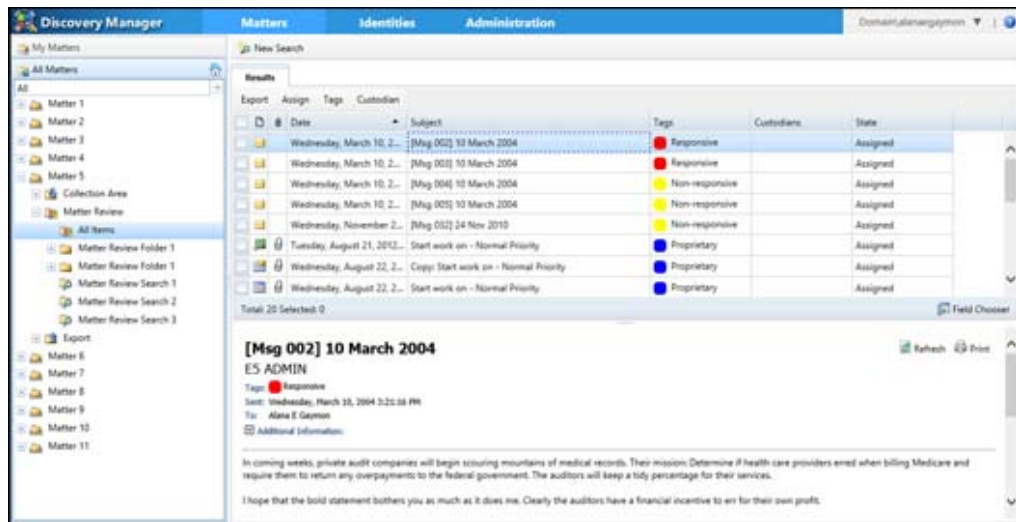 Discovery Manager
Matters Identities Administration
My Matters
New Search
All Matters
All
Matter 1
Matter 2
Matter 3
Matter 4
Matter 5
Collection Area
Matter Review
All Items
Matter Review Folder 1
Matter Review Folder 1
Matter Review Search 1
Matter Review Search 2
Matter Review Search 3
Export
Matter 6
Matter 7
Matter 8
Matter 9
Matter 10
Matter 11
Results
Export Assign Tags Custodian
Date Subject Tags Custodians State
Wednesday, March 10, 2... [Msg 002] 10 March 2004 Responsive Assigned
Wednesday, March 10, 2... [Msg 003] 10 March 2004 Responsive Assigned
Wednesday, March 10, 2... [Msg 004] 10 March 2004 Non-responsive Assigned
Wednesday, March 10, 2... [Msg 005] 10 March 2004 Non-responsive Assigned
Wednesday, November 2... [Msg 032] 24 Nov 2010 Non-responsive Assigned
Tuesday, August 21, 2012... Start work on - Normal Priority Proprietary Assigned
Wednesday, August 22, 2... Copy: Start work on - Normal Priority Proprietary Assigned
Wednesday, August 22, 2... Start work on - Normal Priority Proprietary Assigned
Total: 20 Selected: 0 Field Chooser
[Msg 002] 10 March 2004 Refresh Print
ES ADMIN
Tags: Responsive
Sent: Wednesday, March 10, 2004 3:21:16 PM
To: Alana E Gaymon
Additional Information:
In coming weeks, private audit companies will begin scouring mountains of medical records. Their mission: Determine if health care providers erred when billing Medicare and
require them to return any overpayments to the federal government. The auditors will keep a tidy percentage for their services.
I hope that the bold statement bothers you as much as it does me. Clearly the auditors have a financial incentive to err for their own profit.